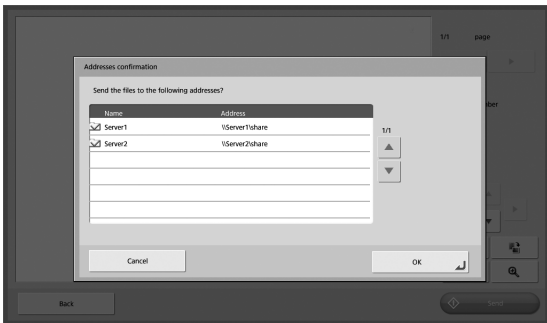 1/1 page
Addresses confirmation
Send the files to the following addresses?
Name Address
Server1 \\Server1\share
Server2 \\Server2\share
1/1
Cancel OK
Back Send